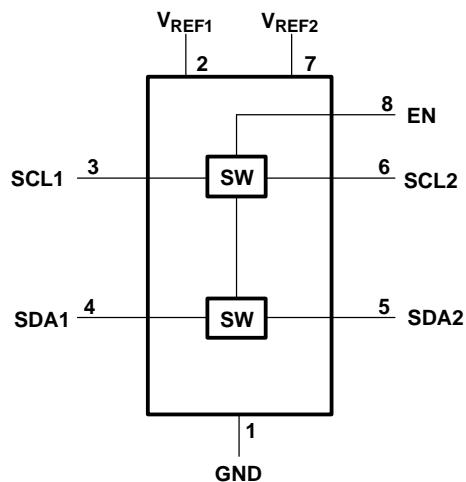 VREF1 VREF2
2 7
8 EN
SCL1 3 SW 6 SCL2
SDA1 4 SW 5 SDA2
1
GND